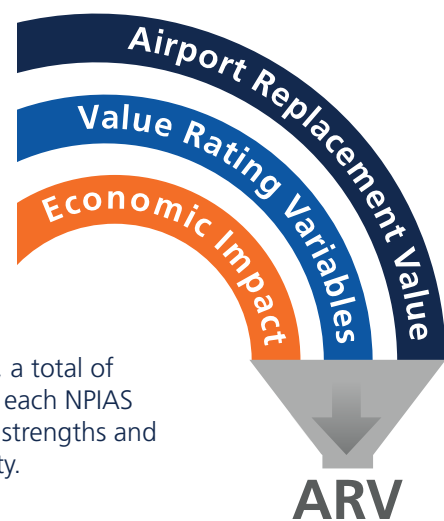 Airport Replacement Value
Value Rating Variables
Economic Impact
a total of
each NPIAS
strengths and
ty.
ARV